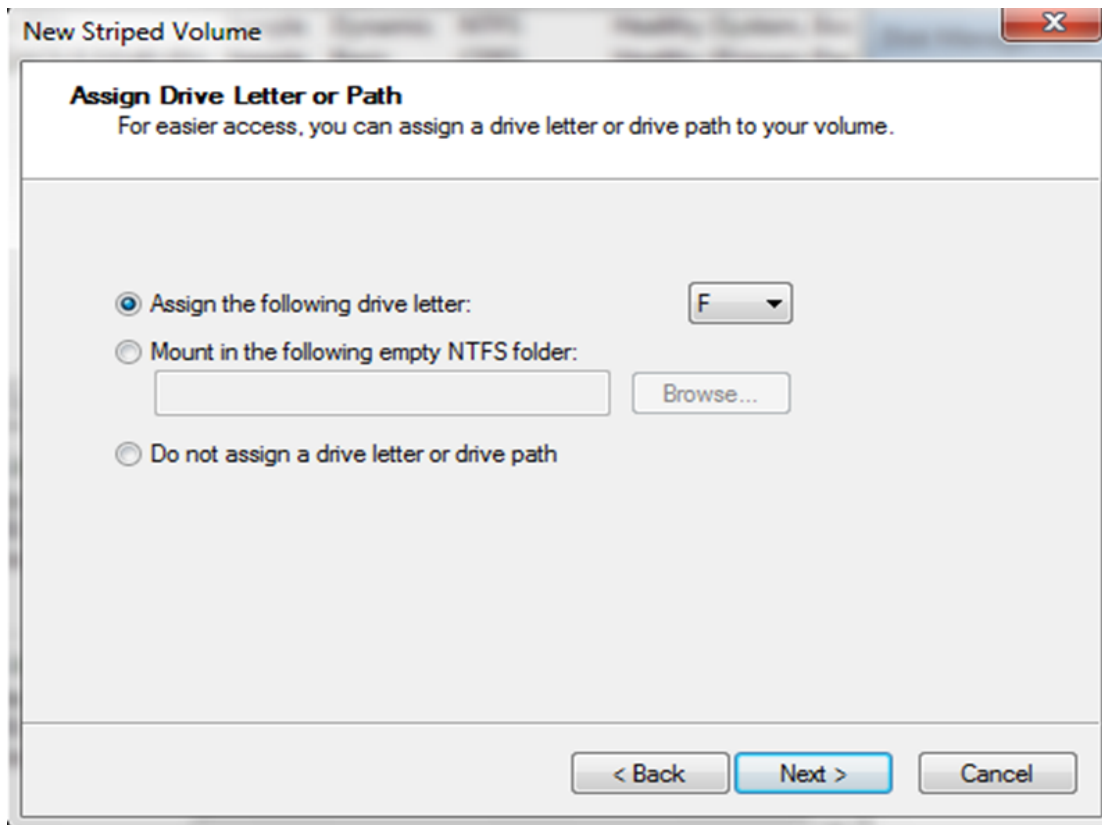 New Striped Volume
Assign Drive Letter or Path
For easier access, you can assign a drive letter or drive path to your volume.
Assign the following drive letter: F
Mount in the following empty NTFS folder:
Browse...
Do not assign a drive letter or drive path
< Back Next > Cancel